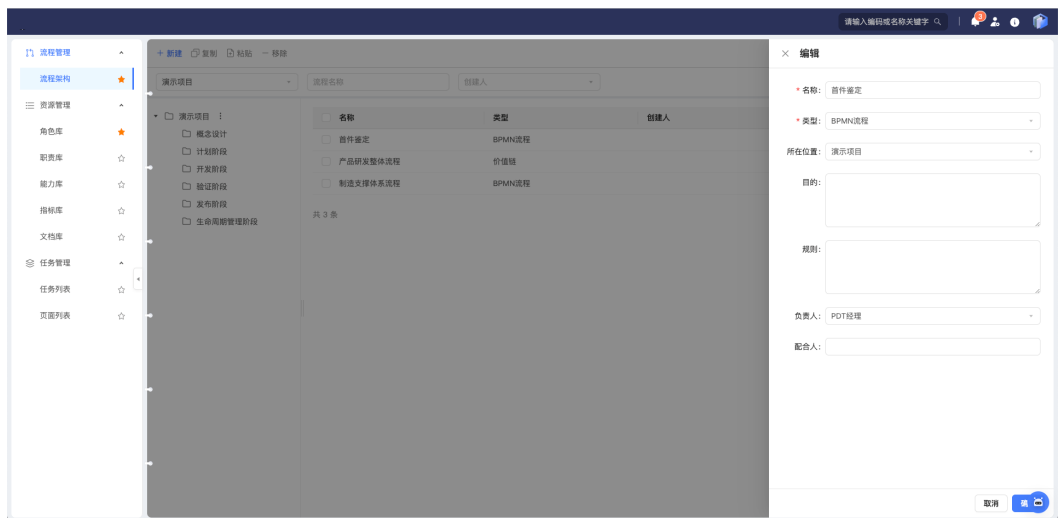 请输入编码或名称关键字
3
流程管理
流程架构
资源管理
角色库
职责库
能力库
指标库
文档库
任务管理
任务列表
页面列表
+ 新建 复制 粘贴 移除
演示项目 流程名称 创建人
演示项目
概念设计
计划阶段
开发阶段
验证阶段
发布阶段
生命周期管理阶段
名称 类型 创建人
首件鉴定 BPMN流程
产品研发整体流程 价值链
制造支撑体系流程 BPMN流程
共 3 条
编辑
* 名称: 首件鉴定
* 类型: BPMN流程
所在位置: 演示项目
目的:
规则:
负责人: PDT经理
配合人:
取消